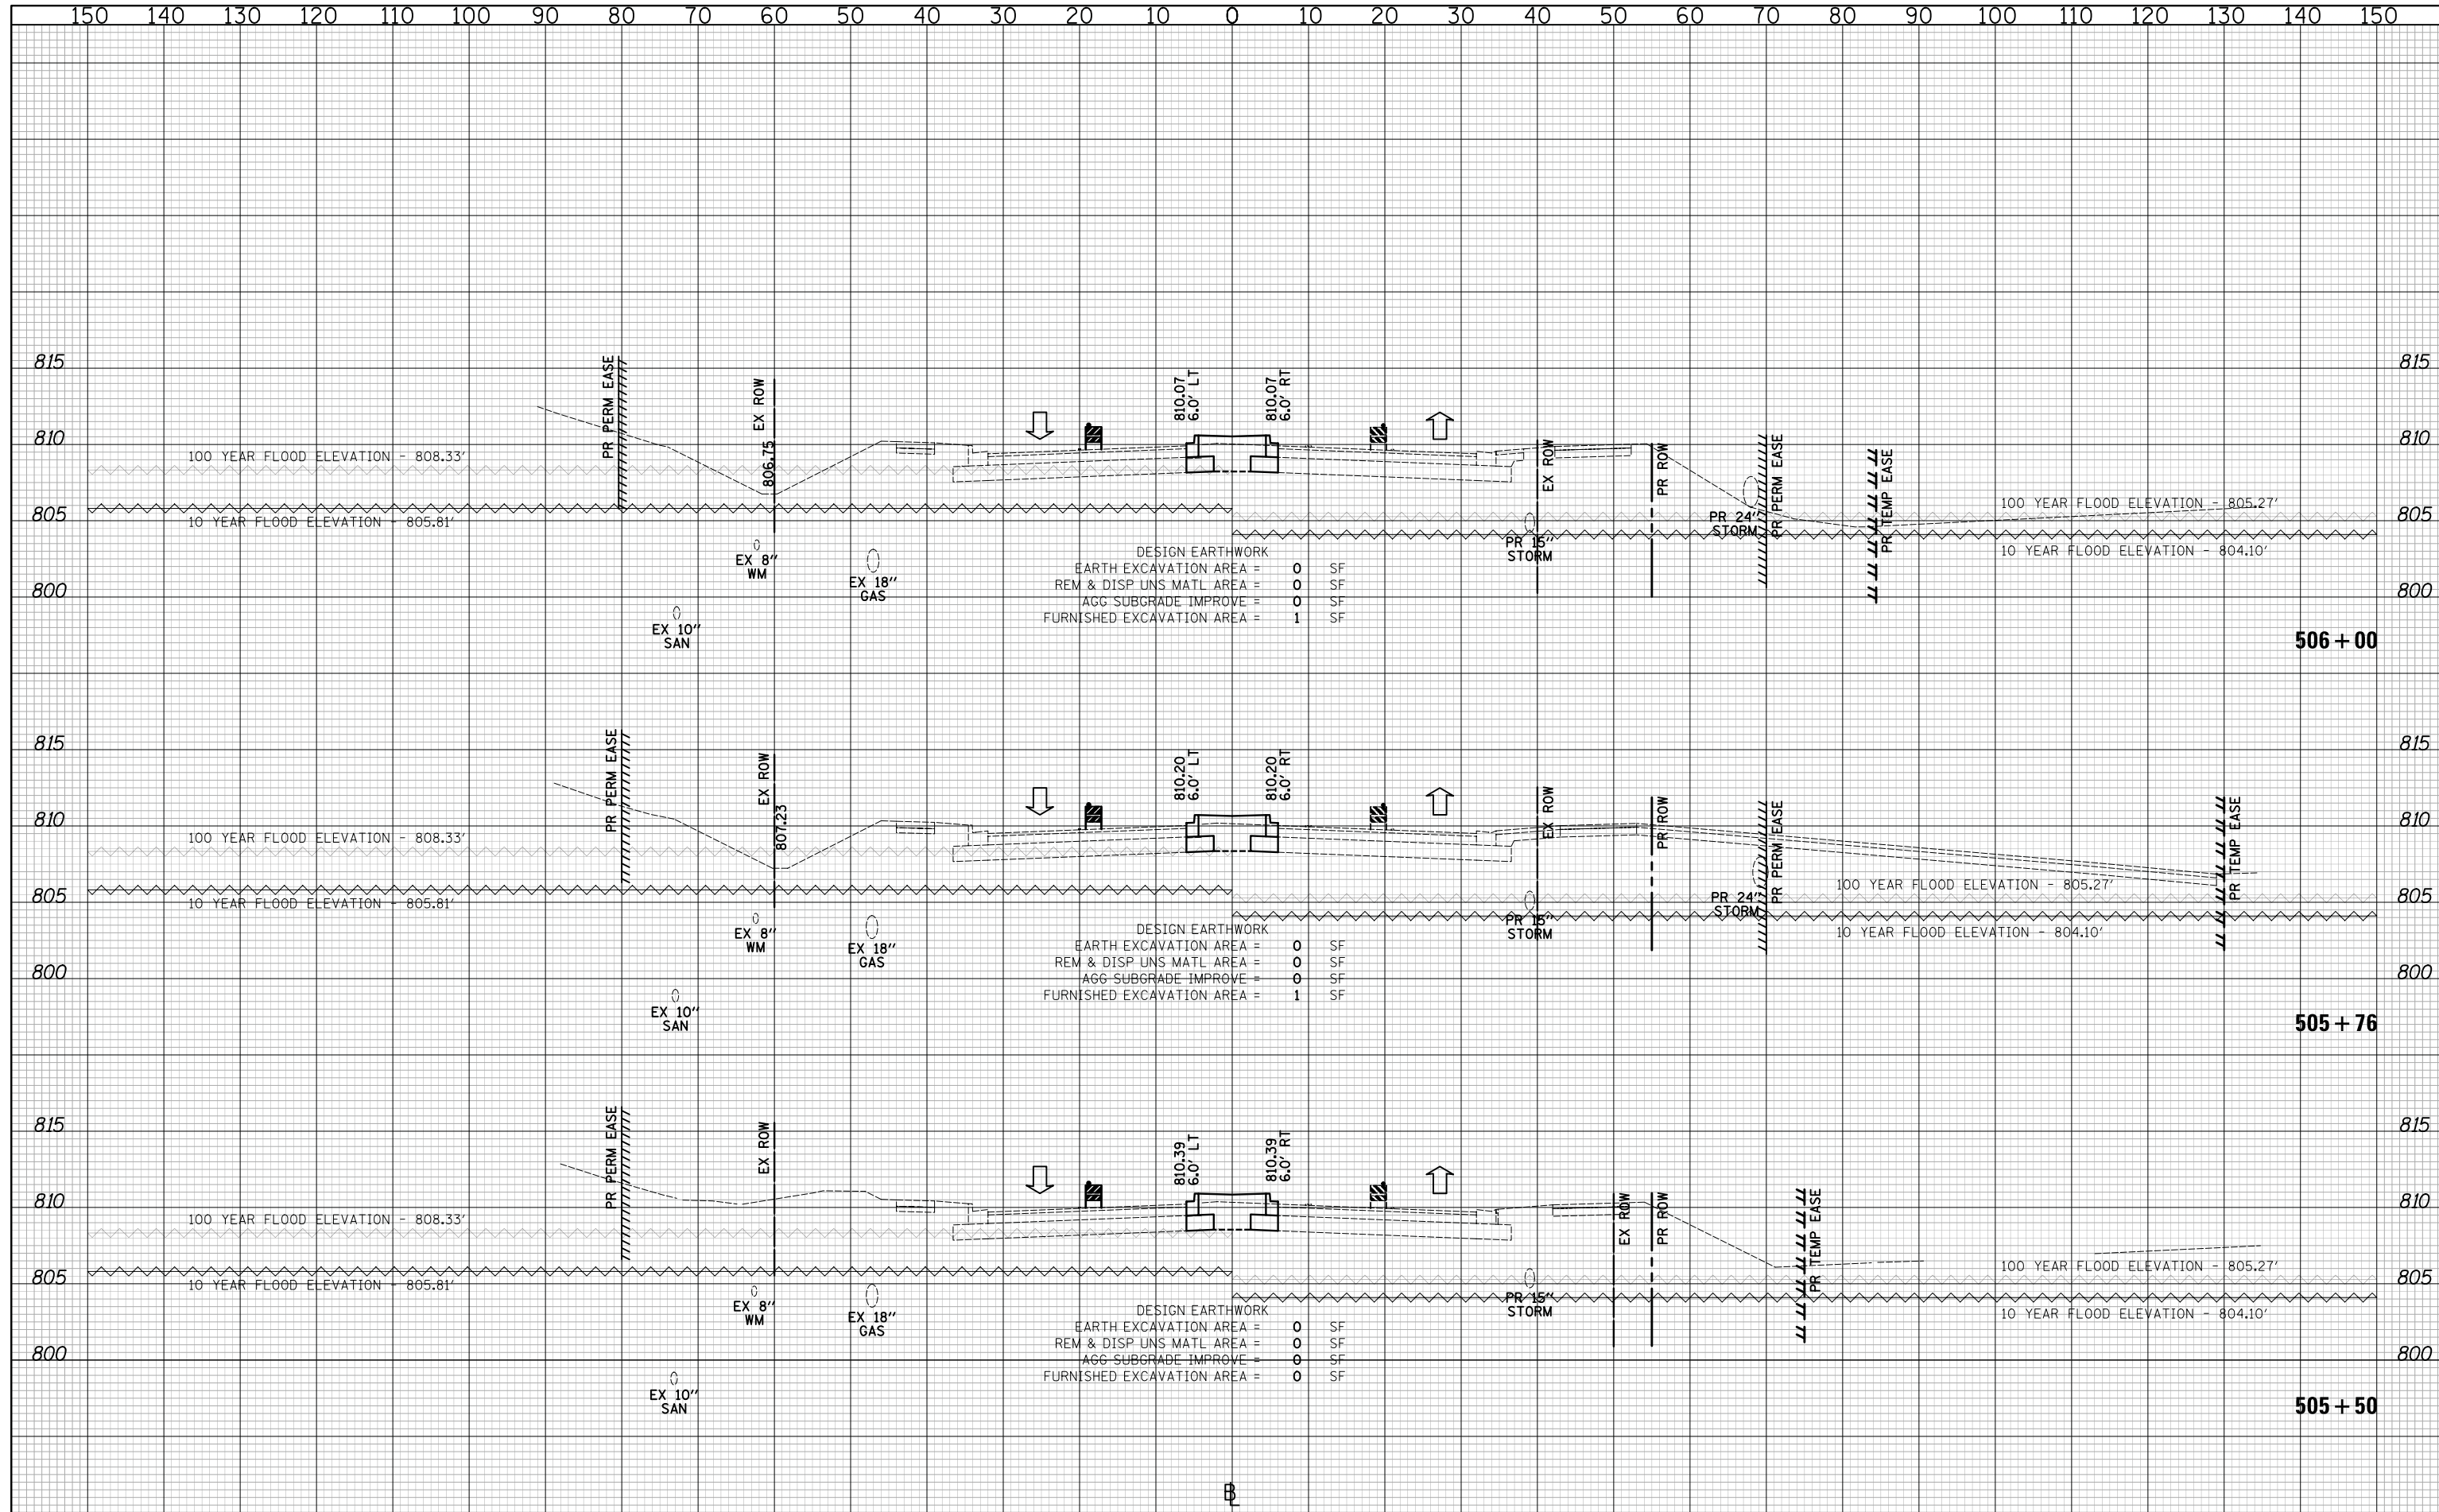 150 140 130 120 110 100 90 80 70 60 50 40 30 20 10 0 10 20 30 40 50 60 70 80 90 100 110 120 130 140 150
815 815
810 810
805 805
800 800
PR PERM EASE
EX ROW
806.75
810.07
6.0' LT
810.07
6.0' RT
EX ROW
PR ROW
PR PERM EASE
PR TEMP EASE
100 YEAR FLOOD ELEVATION - 808.33'
10 YEAR FLOOD ELEVATION - 805.81'
100 YEAR FLOOD ELEVATION - 805.27'
10 YEAR FLOOD ELEVATION - 804.10'
PR 24"
STORM
PR 15"
STORM
EX 8"
WM
EX 18"
GAS
EX 10"
SAN
DESIGN EARTHWORK
EARTH EXCAVATION AREA = 0 SF
REM & DISP UNS MATL AREA = 0 SF
AGG SUBGRADE IMPROVE = 0 SF
FURNISHED EXCAVATION AREA = 1 SF
506+00
815 815
810 810
805 805
800 800
PR PERM EASE
EX ROW
807.23
810.20
6.0' LT
810.20
6.0' RT
EX ROW
PR ROW
PR PERM EASE
PR TEMP EASE
100 YEAR FLOOD ELEVATION - 808.33'
10 YEAR FLOOD ELEVATION - 805.81'
100 YEAR FLOOD ELEVATION - 805.27'
10 YEAR FLOOD ELEVATION - 804.10'
PR 24"
STORM
PR 15"
STORM
EX 8"
WM
EX 18"
GAS
EX 10"
SAN
DESIGN EARTHWORK
EARTH EXCAVATION AREA = 0 SF
REM & DISP UNS MATL AREA = 0 SF
AGG SUBGRADE IMPROVE = 0 SF
FURNISHED EXCAVATION AREA = 1 SF
505+76
815 815
810 810
805 805
800 800
PR PERM EASE
EX ROW
810.39
6.0' LT
810.39
6.0' RT
EX ROW
PR ROW
PR TEMP EASE
100 YEAR FLOOD ELEVATION - 808.33'
10 YEAR FLOOD ELEVATION - 805.81'
100 YEAR FLOOD ELEVATION - 805.27'
10 YEAR FLOOD ELEVATION - 804.10'
PR 15"
STORM
EX 8"
WM
EX 18"
GAS
EX 10"
SAN
DESIGN EARTHWORK
EARTH EXCAVATION AREA = 0 SF
REM & DISP UNS MATL AREA = 0 SF
AGG SUBGRADE IMPROVE = 0 SF
FURNISHED EXCAVATION AREA = 0 SF
505+50
BL